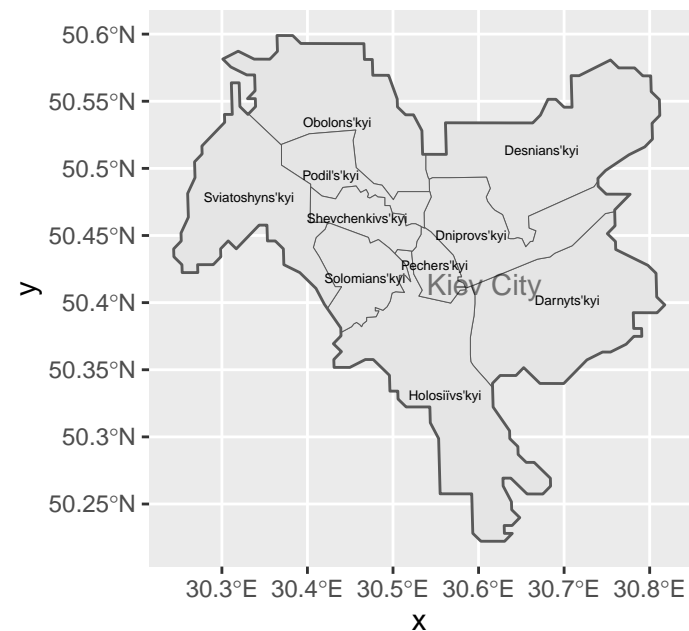 50.6°N
50.55°N
50.5°N
50.45°N
50.4°N
50.35°N
50.3°N
50.25°N
y
Obolons'kyi
Desnians'kyi
Podil's'kyi
Sviatoshyns'kyi
Shevchenkivs'kyi
Dniprovs'kyi
Pechers'kyi
Solomians'kyi
Kiev City
Darnyts'kyi
Holosiïvs'kyi
30.3°E 30.4°E 30.5°E 30.6°E 30.7°E 30.8°E
x